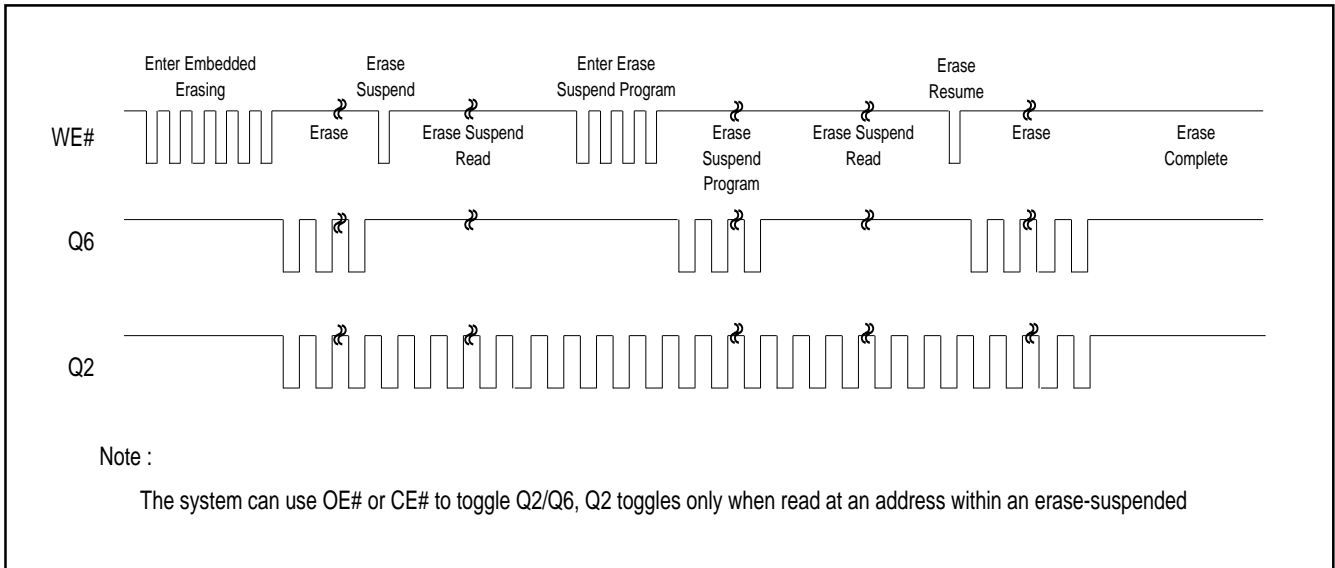 Enter Embedded
Erasing
Erase
Suspend
Enter Erase
Suspend Program
Erase
Resume
WE#
Erase
Erase Suspend
Read
Erase
Suspend
Program
Erase Suspend
Read
Erase
Erase
Complete
Q6
Q2
Note :
The system can use OE# or CE# to toggle Q2/Q6, Q2 toggles only when read at an address within an erase-suspended